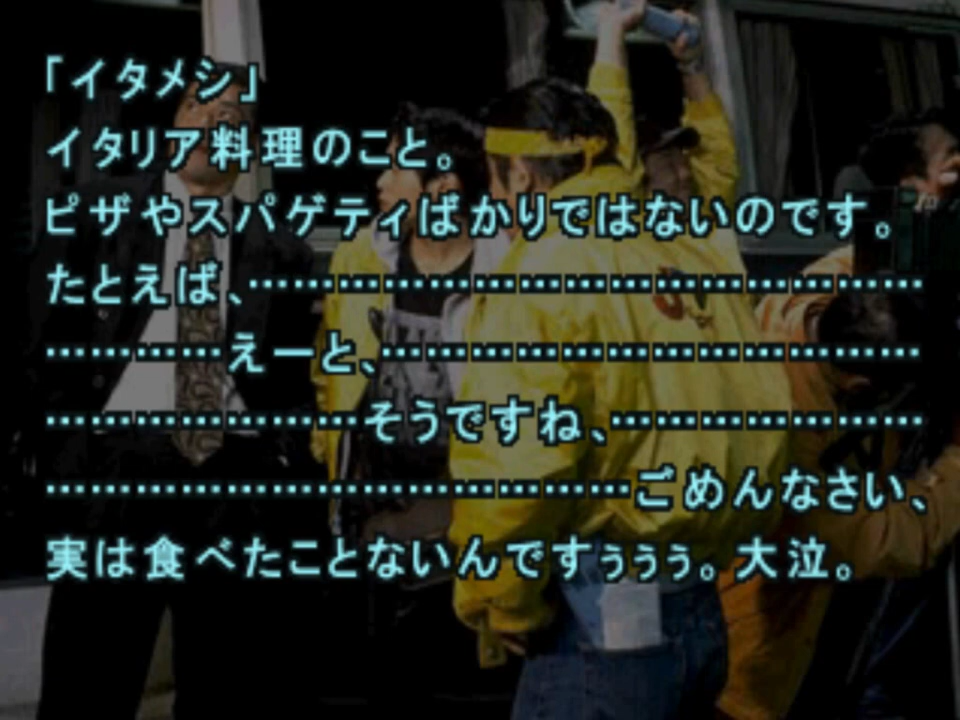 「イタメシ」
イタリア料理のこと。
ピザやスパゲティばかりではないのです。
たとえば、……………………………………
…………えーと、……………………………
…………………そうですね、………………
……………………………ごめんなさい、
実は食べたことないんですぅぅぅ。大泣。